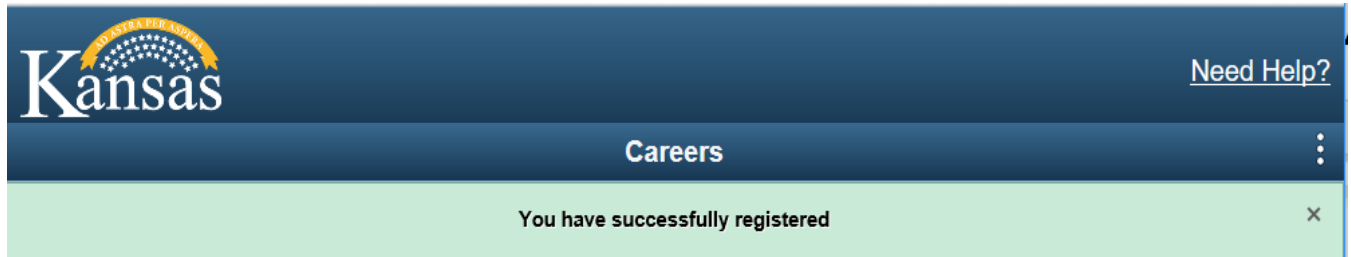 AD ASTRA PER ASPERA
Kansas
Need Help?
Careers
You have successfully registered